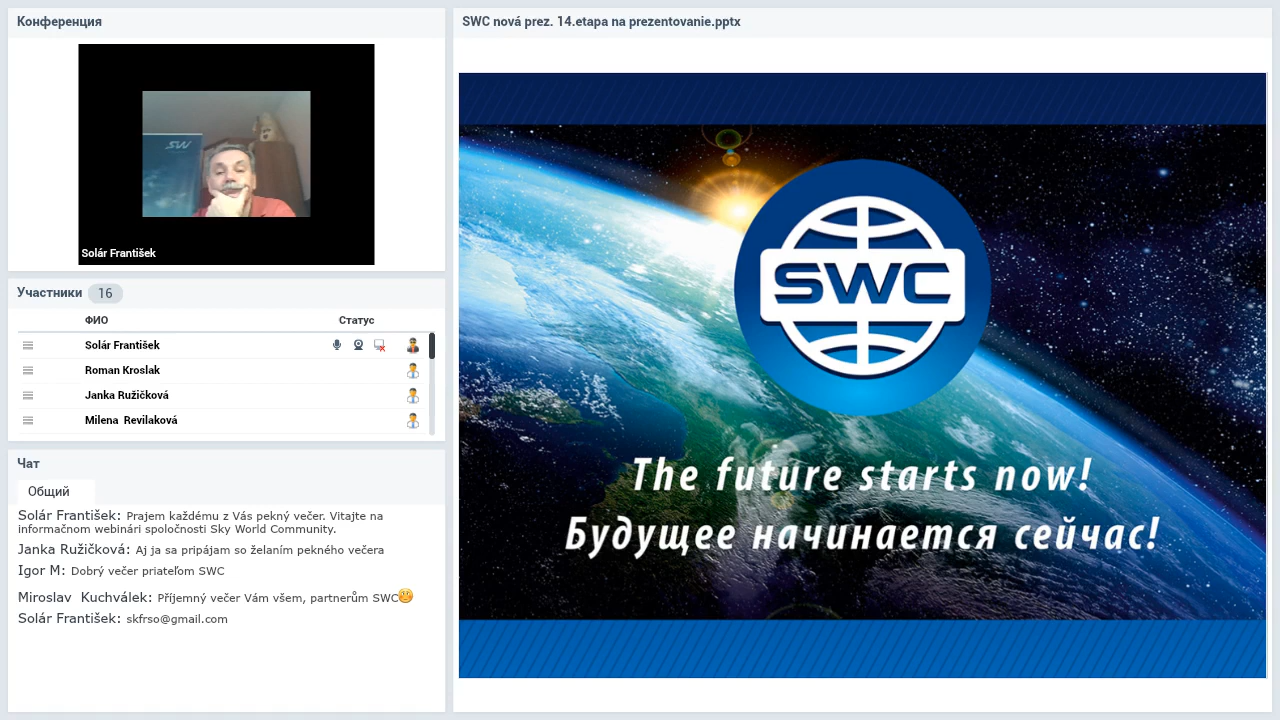 Конференция
Solár František
Участники 16
ФИО Статус
Solár František
Roman Kroslak
Janka Ružičková
Milena Revilaková
Чат
Общий
Solár František: Prajem každému z Vás pekný večer. Vitajte na
informačnom webinári spoločnosti Sky World Community.
Janka Ružičková: Aj ja sa pripájam so želaním pekného večera
Igor M: Dobrý večer priateľom SWC
Miroslav Kuchválek: Příjemný večer Vám všem, partnerům SWC
Solár František: skfrso@gmail.com
SWC nová prez. 14.etapa na prezentovanie.pptx
SWC
The future starts now!
Будущее начинается сейчас!